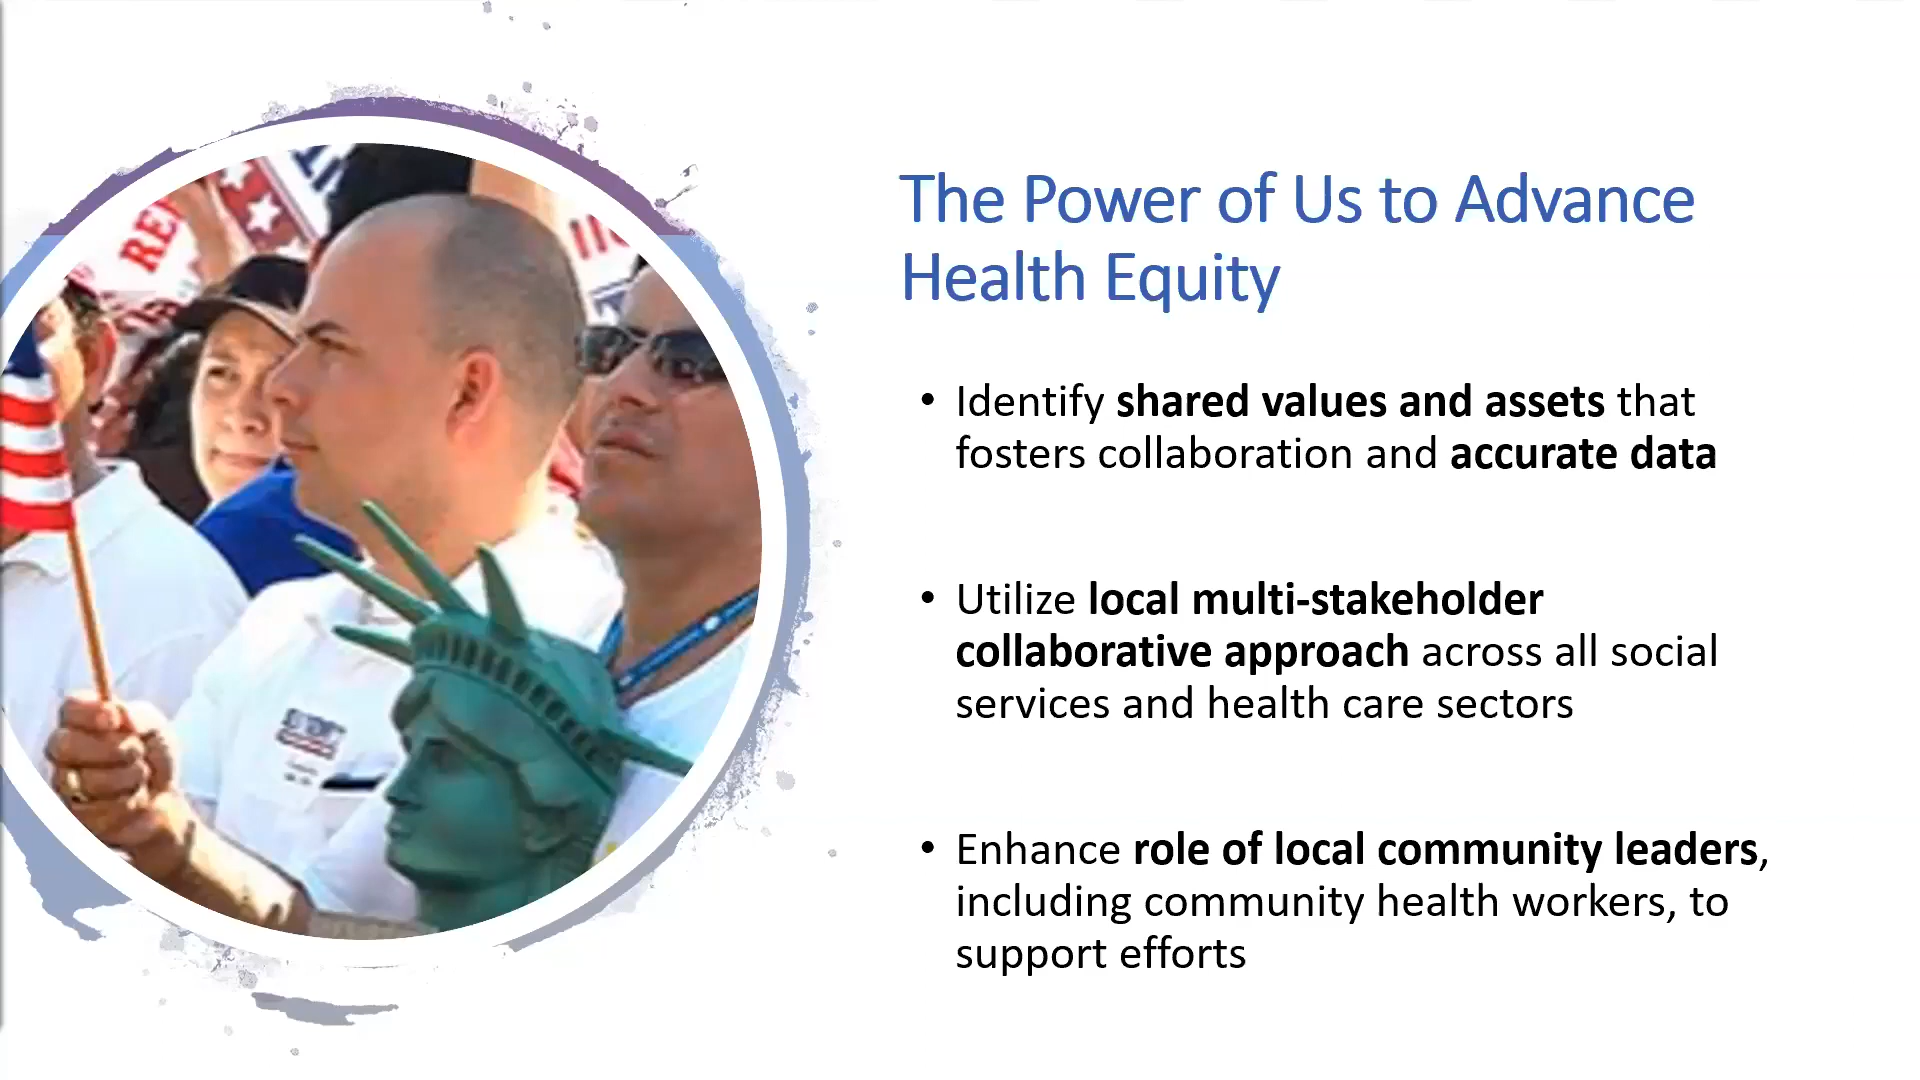 The Power of Us to Advance
Health Equity
• Identify shared values and assets that
fosters collaboration and accurate data
• Utilize local multi-stakeholder
collaborative approach across all social
services and health care sectors
• Enhance role of local community leaders,
including community health workers, to
support efforts